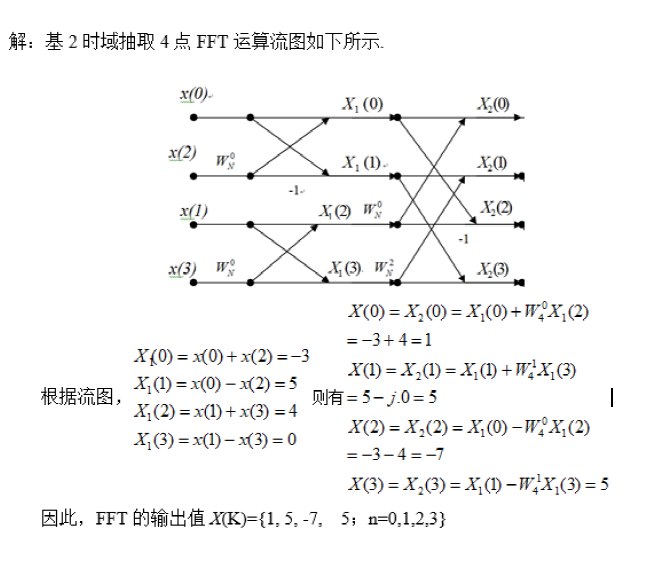 解：基 2 时域抽取 4 点 FFT 运算流图如下所示.
x(0) X₁(0) X₂(0)
x(2) W_N^0 X₁(1) X₂(1)
-1
x(1) X₁(2) W_N^0 X₂(2)
-1
x(3) W_N^0 X₁(3) W_N^2 X₂(3)
根据流图，
X₁(0) = x(0) + x(2) = −3
X₁(1) = x(0) − x(2) = 5
X₁(2) = x(1) + x(3) = 4
X₁(3) = x(1) − x(3) = 0
则有
X(0) = X₂(0) = X₁(0) + W_4^0 X₁(2)
= −3 + 4 = 1
X(1) = X₂(1) = X₁(1) + W_4^1 X₁(3)
= 5 − j.0 = 5
X(2) = X₂(2) = X₁(0) − W_4^0 X₁(2)
= −3 − 4 = −7
X(3) = X₂(3) = X₁(1) − W_4^1 X₁(3) = 5
因此，FFT 的输出值 X(K)={1, 5, -7, 5；n=0,1,2,3}